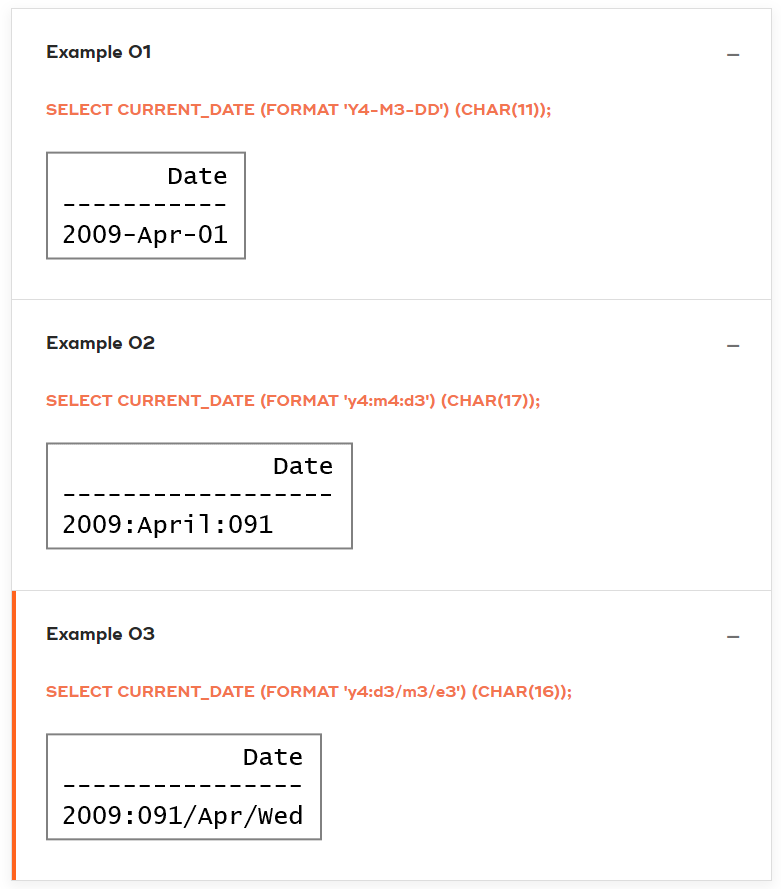 Example 01
SELECT CURRENT_DATE (FORMAT 'Y4-M3-DD') (CHAR(11));
Date
-----------
2009-Apr-01
Example 02
SELECT CURRENT_DATE (FORMAT 'y4:m4:d3') (CHAR(17));
Date
------------------
2009:April:091
Example 03
SELECT CURRENT_DATE (FORMAT 'y4:d3/m3/e3') (CHAR(16));
Date
----------------
2009:091/Apr/Wed